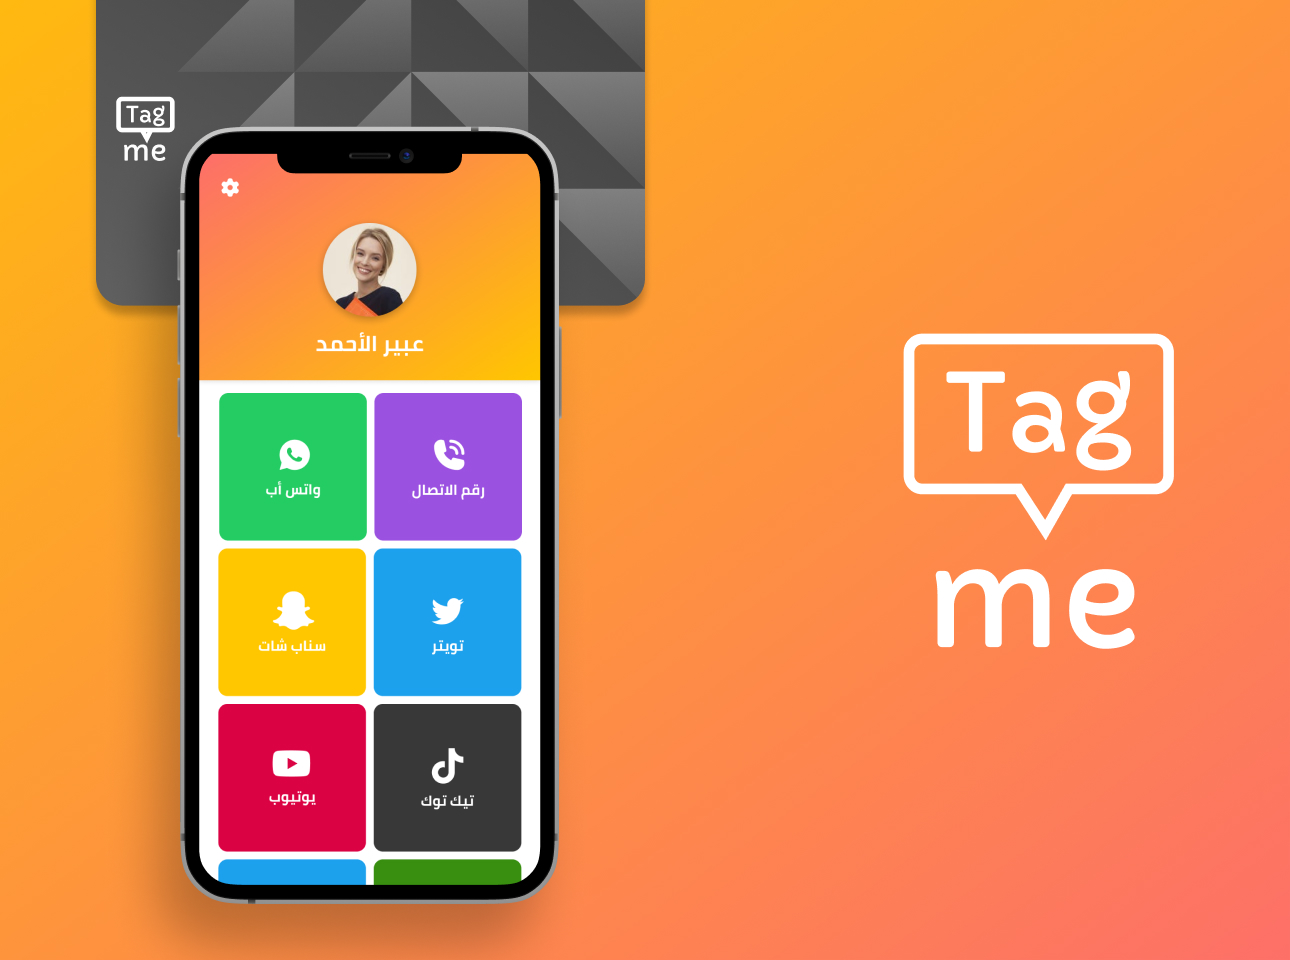 Tag
me
عبير الأحمد
رقم الاتصال
واتس أب
تويتر
سناب شات
تيك توك
يوتيوب
Tag
me